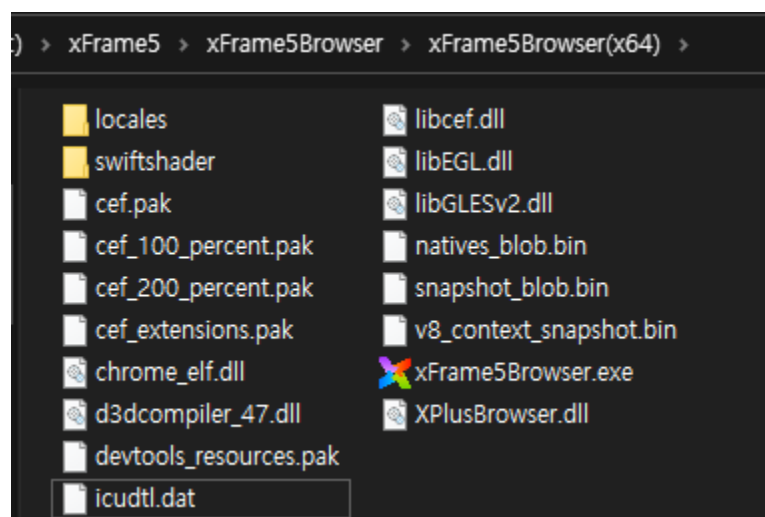 :) > xFrame5 > xFrame5Browser > xFrame5Browser(x64) >
locales
swiftshader
cef.pak
cef_100_percent.pak
cef_200_percent.pak
cef_extensions.pak
chrome_elf.dll
d3dcompiler_47.dll
devtools_resources.pak
icudtl.dat
libcef.dll
libEGL.dll
libGLESv2.dll
natives_blob.bin
snapshot_blob.bin
v8_context_snapshot.bin
xFrame5Browser.exe
XPlusBrowser.dll